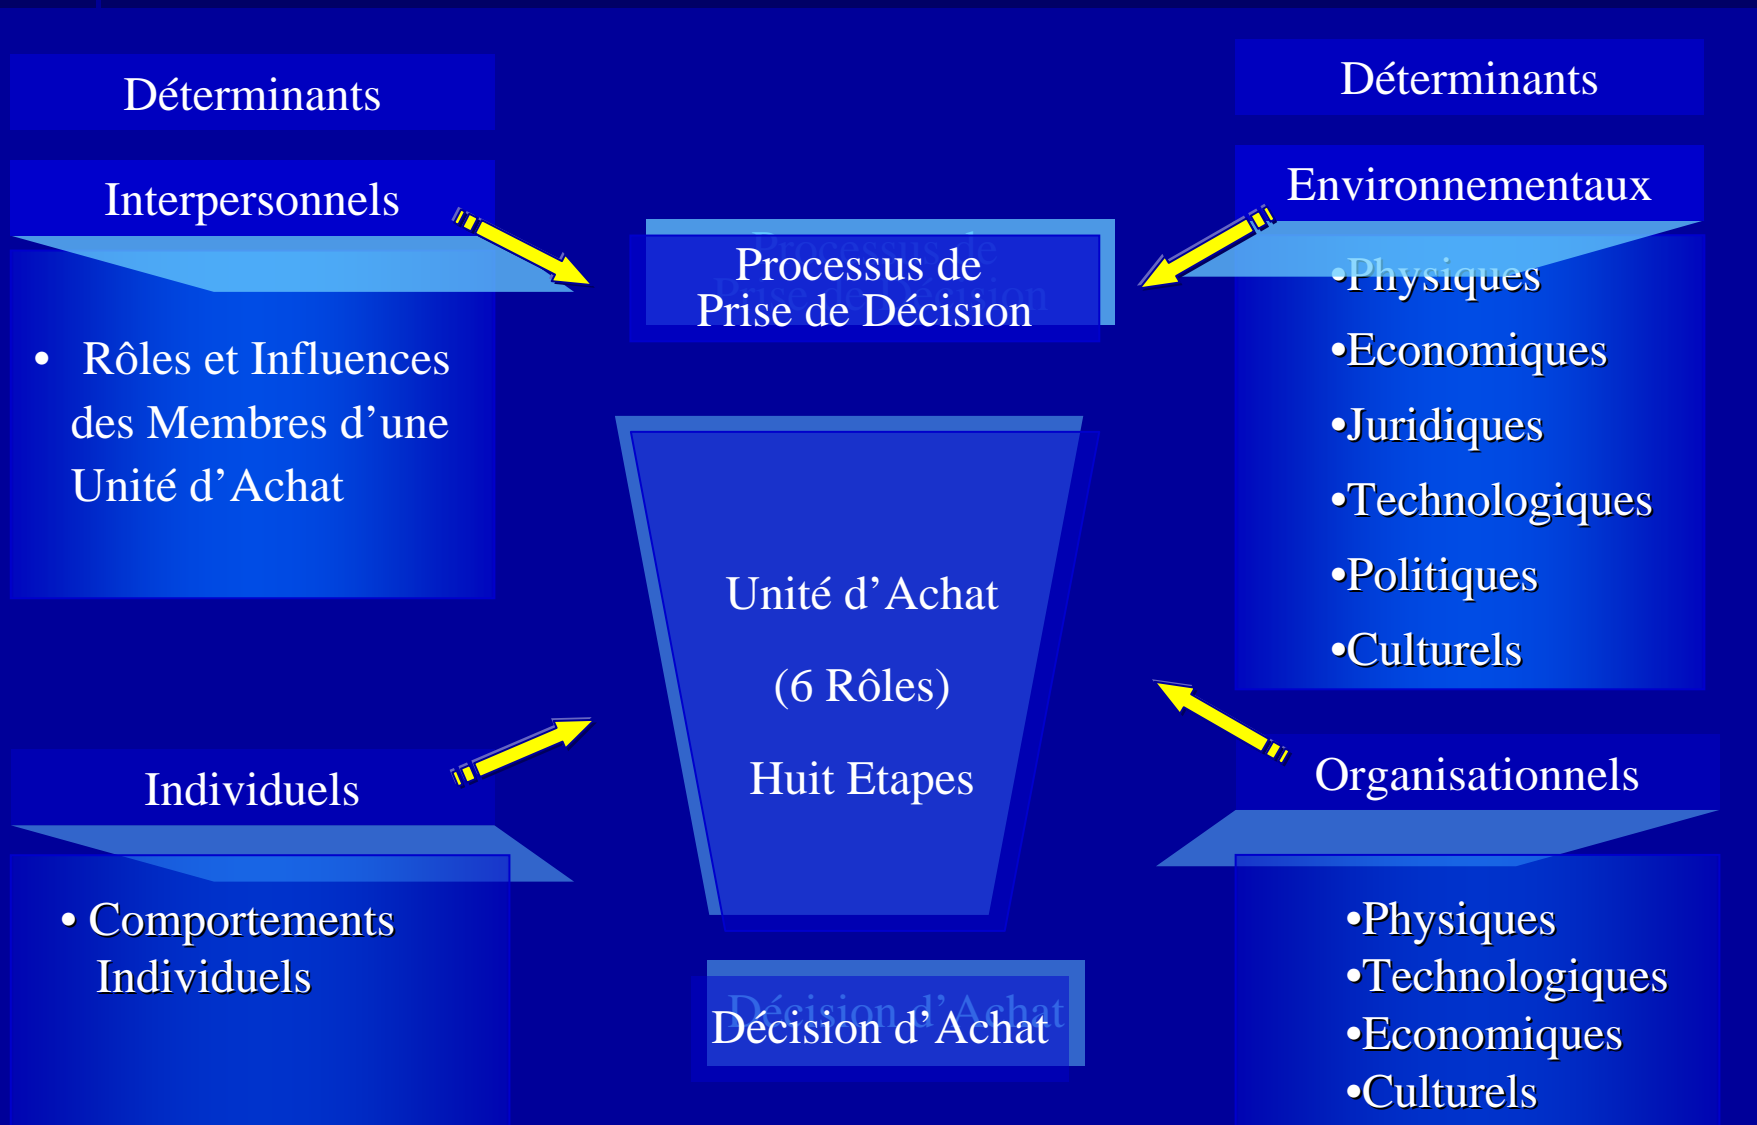 Déterminants
Interpersonnels
• Rôles et Influences
des Membres d’une
Unité d’Achat
Individuels
• Comportements
Individuels
Processus de
Prise de Décision
Unité d’Achat
(6 Rôles)
Huit Etapes
Décision d’Achat
Déterminants
Environnementaux
•Physiques
•Economiques
•Juridiques
•Technologiques
•Politiques
•Culturels
Organisationnels
•Physiques
•Technologiques
•Economiques
•Culturels